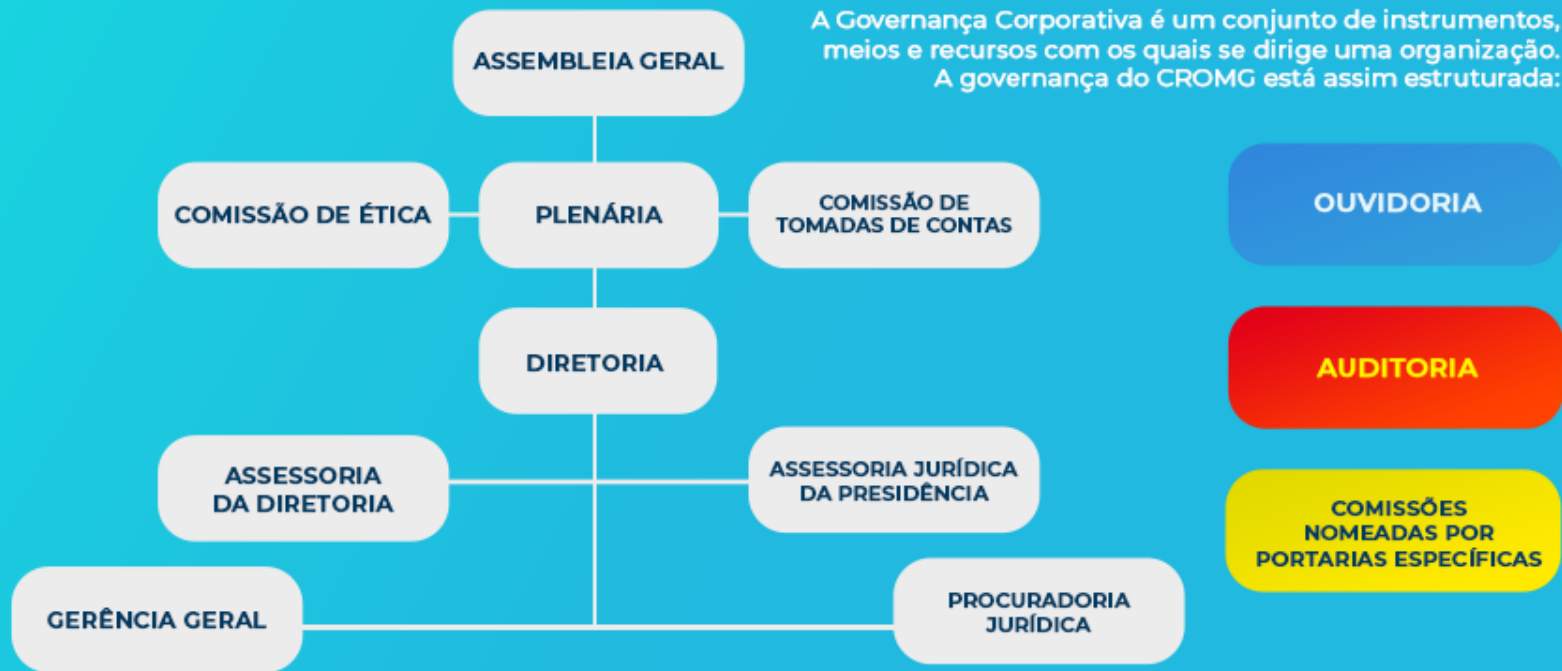 A Governança Corporativa é um conjunto de instrumentos,
meios e recursos com os quais se dirige uma organização.
A governança do CROMG está assim estruturada:
ASSEMBLEIA GERAL
COMISSÃO DE ÉTICA
PLENÁRIA
COMISSÃO DE
TOMADAS DE CONTAS
DIRETORIA
ASSESSORIA
DA DIRETORIA
ASSESSORIA JURÍDICA
DA PRESIDÊNCIA
GERÊNCIA GERAL
PROCURADORIA
JURÍDICA
OUVIDORIA
AUDITORIA
COMISSÕES
NOMEADAS POR
PORTARIAS ESPECÍFICAS